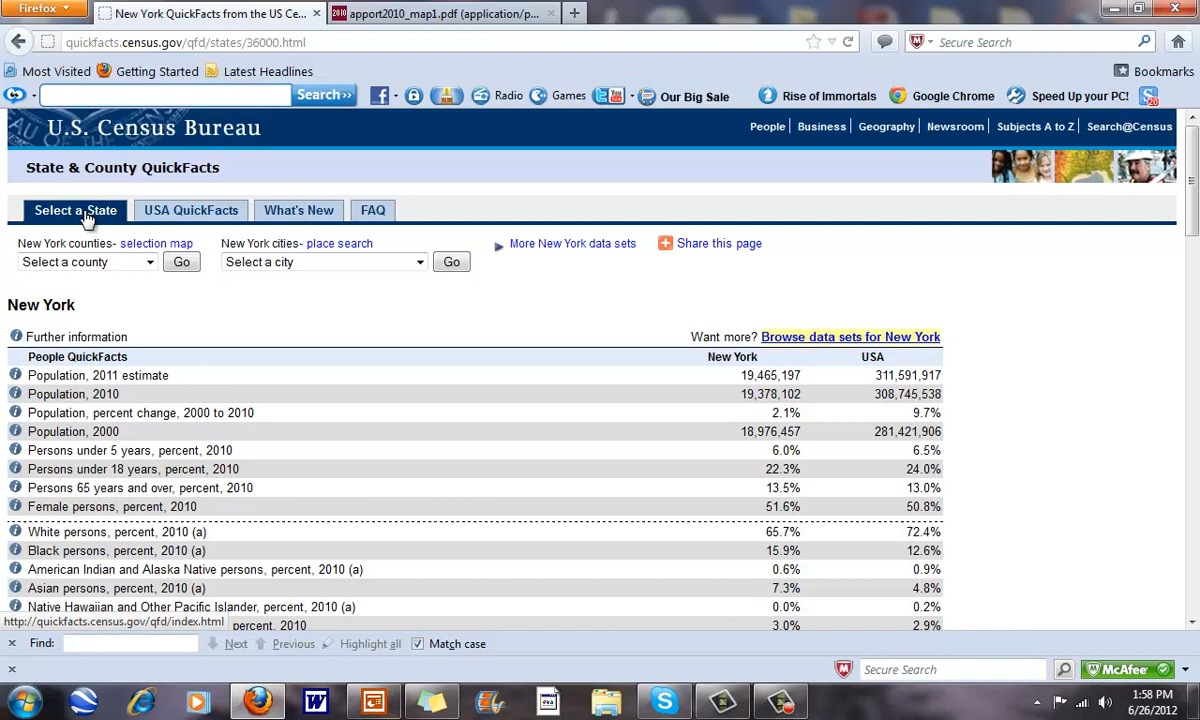 Firefox
New York QuickFacts from the US Ce...
2010 apport2010_map1.pdf (application/p...
quickfacts.census.gov/qfd/states/36000.html
Secure Search
Most Visited Getting Started Latest Headlines
Bookmarks
Search>>
Radio Games Our Big Sale Rise of Immortals Google Chrome Speed Up your PC! 20
U.S. Census Bureau
People Business Geography Newsroom Subjects A to Z Search@Census
State & County QuickFacts
Select a State USA QuickFacts What's New FAQ
New York counties- selection map New York cities- place search More New York data sets Share this page
Select a county Go Select a city Go
New York
Further information Want more? Browse data sets for New York
People QuickFacts New York USA
Population, 2011 estimate 19,465,197 311,591,917
Population, 2010 19,378,102 308,745,538
Population, percent change, 2000 to 2010 2.1% 9.7%
Population, 2000 18,976,457 281,421,906
Persons under 5 years, percent, 2010 6.0% 6.5%
Persons under 18 years, percent, 2010 22.3% 24.0%
Persons 65 years and over, percent, 2010 13.5% 13.0%
Female persons, percent, 2010 51.6% 50.8%
White persons, percent, 2010 (a) 65.7% 72.4%
Black persons, percent, 2010 (a) 15.9% 12.6%
American Indian and Alaska Native persons, percent, 2010 (a) 0.6% 0.9%
Asian persons, percent, 2010 (a) 7.3% 4.8%
Native Hawaiian and Other Pacific Islander, percent, 2010 (a) 0.0% 0.2%
http://quickfacts.census.gov/qfd/index.html percent, 2010 3.0% 2.9%
Find: Next Previous Highlight all Match case
Secure Search McAfee
1:58 PM
6/26/2012